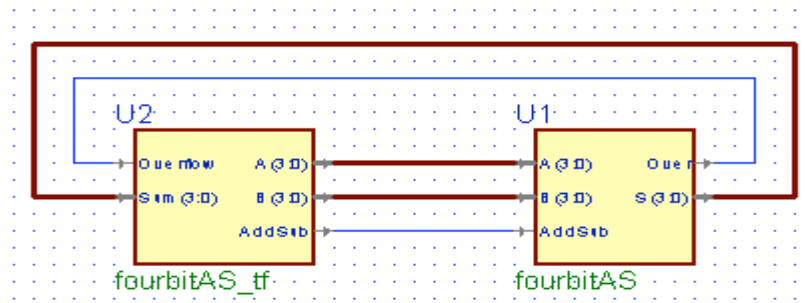 U2
U1
Overflow A(3:0)
A(3:0) Over
Sum(3:0) B(3:0)
B(3:0) S(3:0)
AddSub
AddSub
fourbitAS_tf
fourbitAS